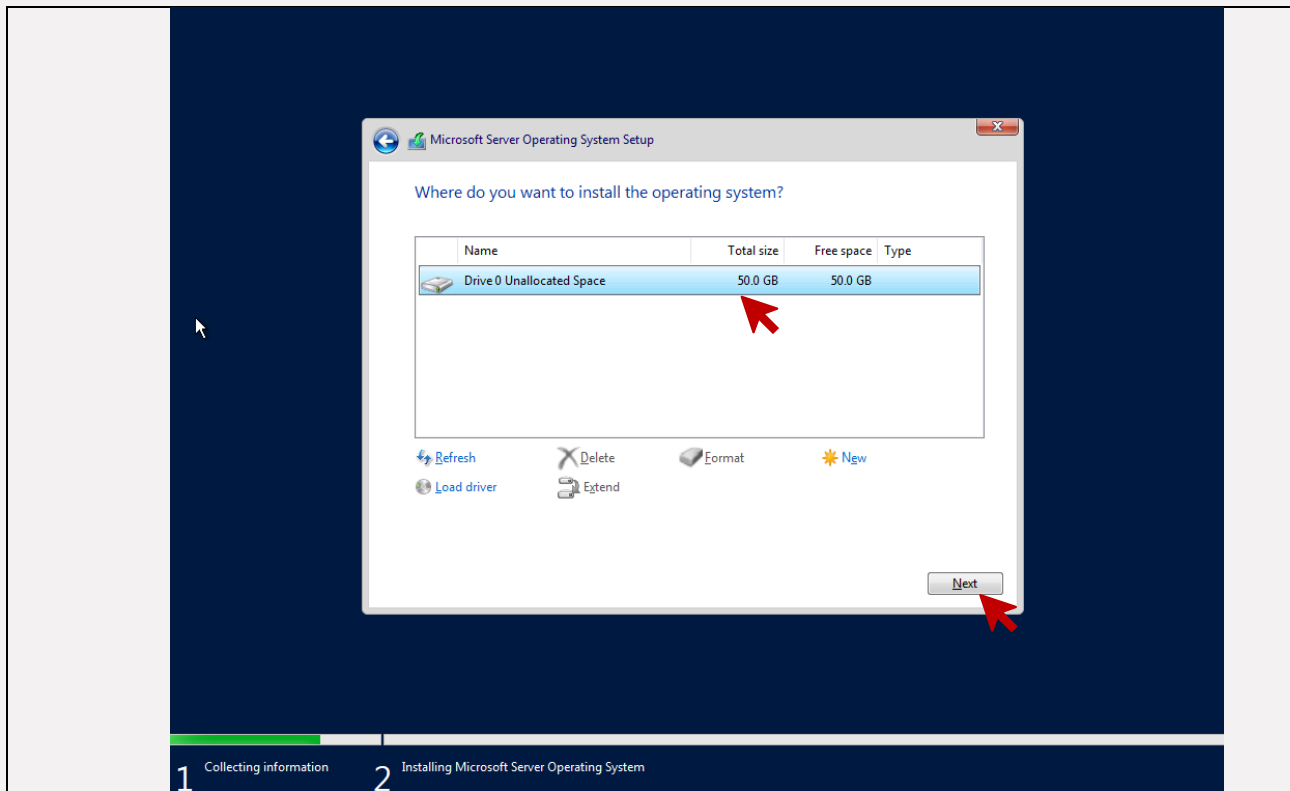 Microsoft Server Operating System Setup
Where do you want to install the operating system?
Name Total size Free space Type
Drive 0 Unallocated Space 50.0 GB 50.0 GB
Refresh Delete Format New
Load driver Extend
Next
1 Collecting information 2 Installing Microsoft Server Operating System